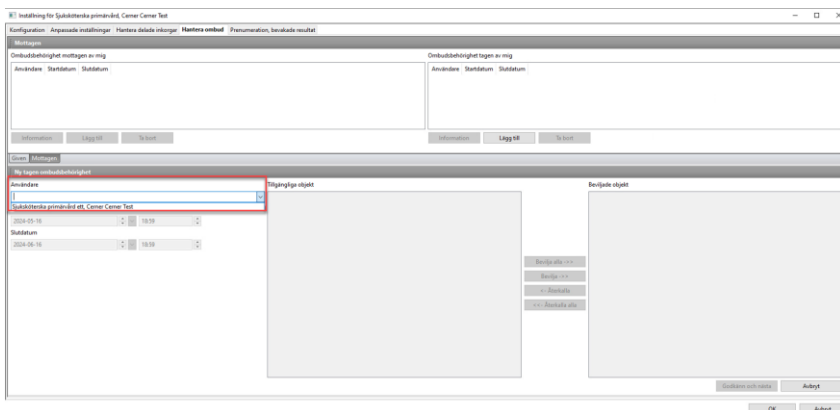 Inställning för Sjuksköterska primärvård, Cerner Cerner Test
Konfiguration Anpassade inställningar Hantera delade inkorgar Hantera ombud Prenumeration, bevakade resultat
Mottagen
Ombudsbehörighet mottagen av mig Ombudsbehörighet tagen av mig
Användare Startdatum Slutdatum Användare Startdatum Slutdatum
Information Lägg till Ta bort Information Lägg till Ta bort
Given Mottagen
Ny tagen ombudsbehörighet
Användare Tillgängliga objekt Beviljade objekt
Sjuksköterska primärvård ett, Cerner Cerner Test
2024-05-16 18:59
Slutdatum
2024-06-16 18:58
Bevilja alla ->>
Bevilja ->
<- Återkalla
<<- Återkalla alla
Godkänn och nästa Avbryt
OK Avbryt